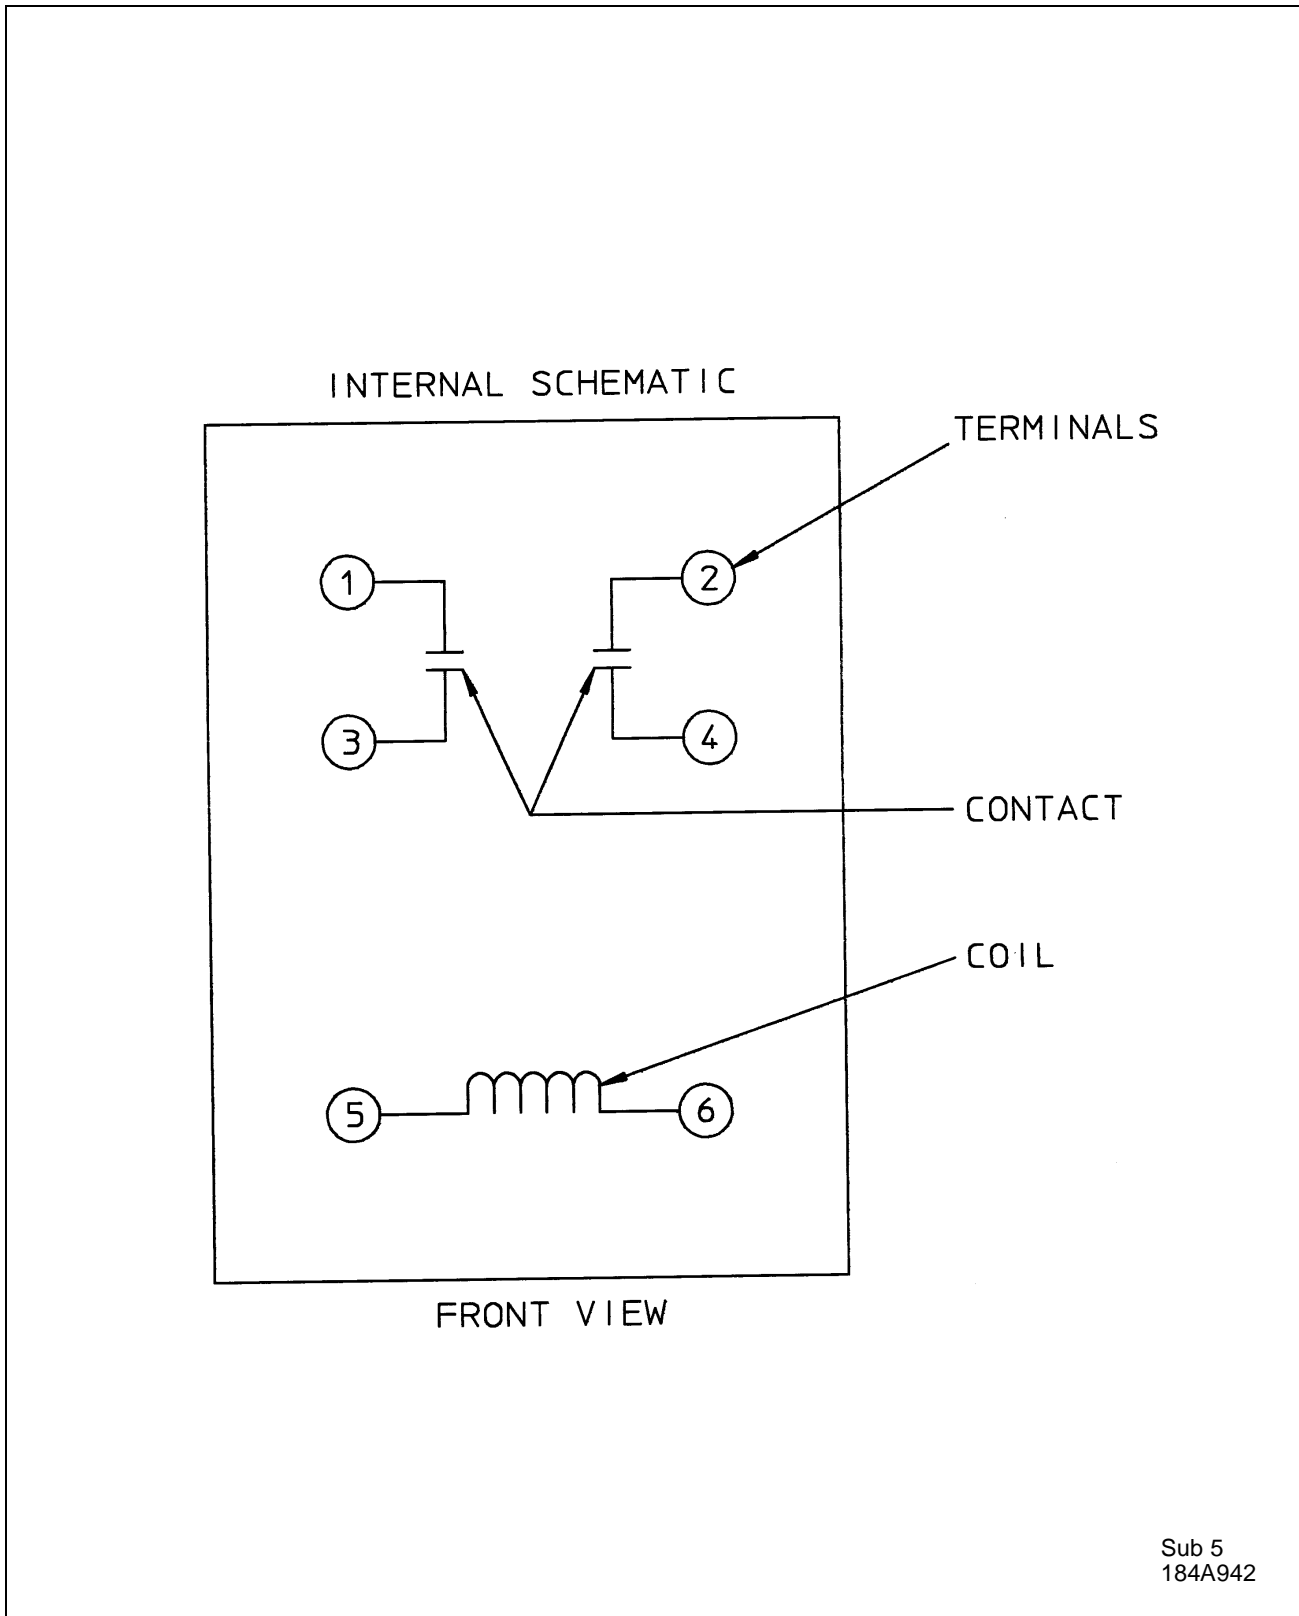 INTERNAL SCHEMATIC
TERMINALS
1
2
3
4
CONTACT
COIL
5
6
FRONT VIEW
Sub 5
184A942